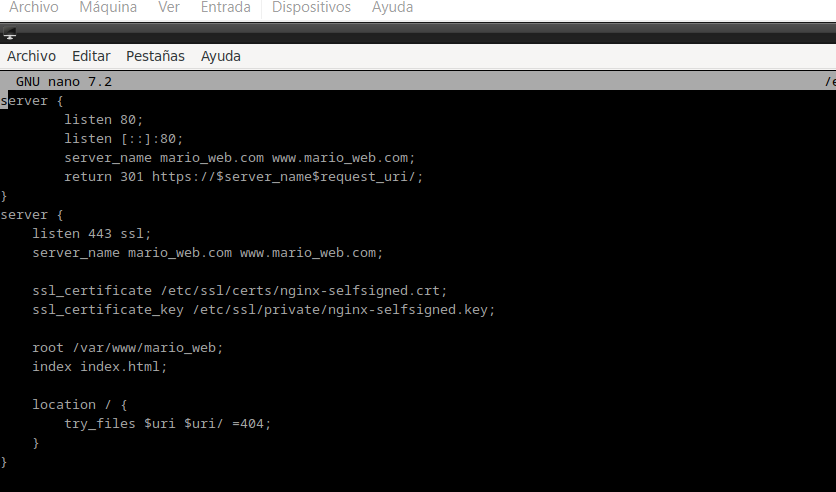 Archivo Máquina Ver Entrada Dispositivos Ayuda
Archivo Editar Pestañas Ayuda
GNU nano 7.2 /e
server {
listen 80;
listen [::]:80;
server_name mario_web.com www.mario_web.com;
return 301 https://$server_name$request_uri/;
}
server {
listen 443 ssl;
server_name mario_web.com www.mario_web.com;
ssl_certificate /etc/ssl/certs/nginx-selfsigned.crt;
ssl_certificate_key /etc/ssl/private/nginx-selfsigned.key;
root /var/www/mario_web;
index index.html;
location / {
try_files $uri $uri/ =404;
}
}